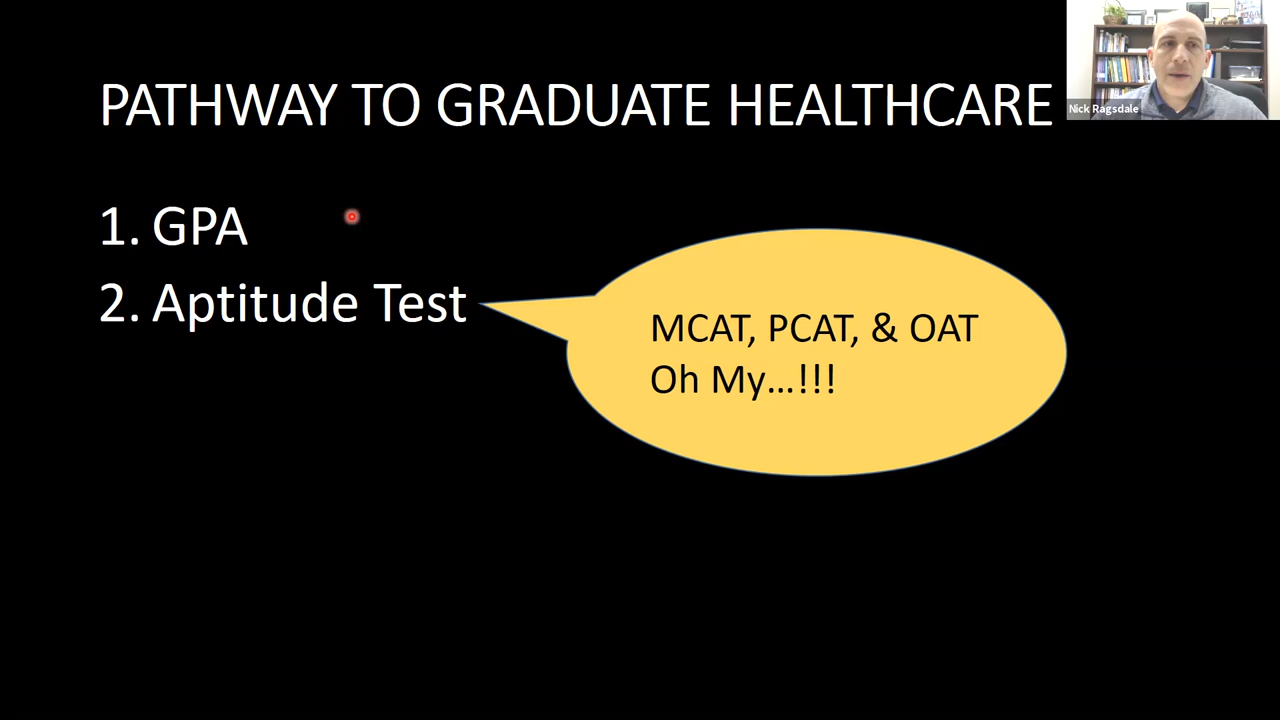 PATHWAY TO GRADUATE HEALTHCARE
Nick Ragsdale
1. GPA
2. Aptitude Test
MCAT, PCAT, & OAT
Oh My...!!!